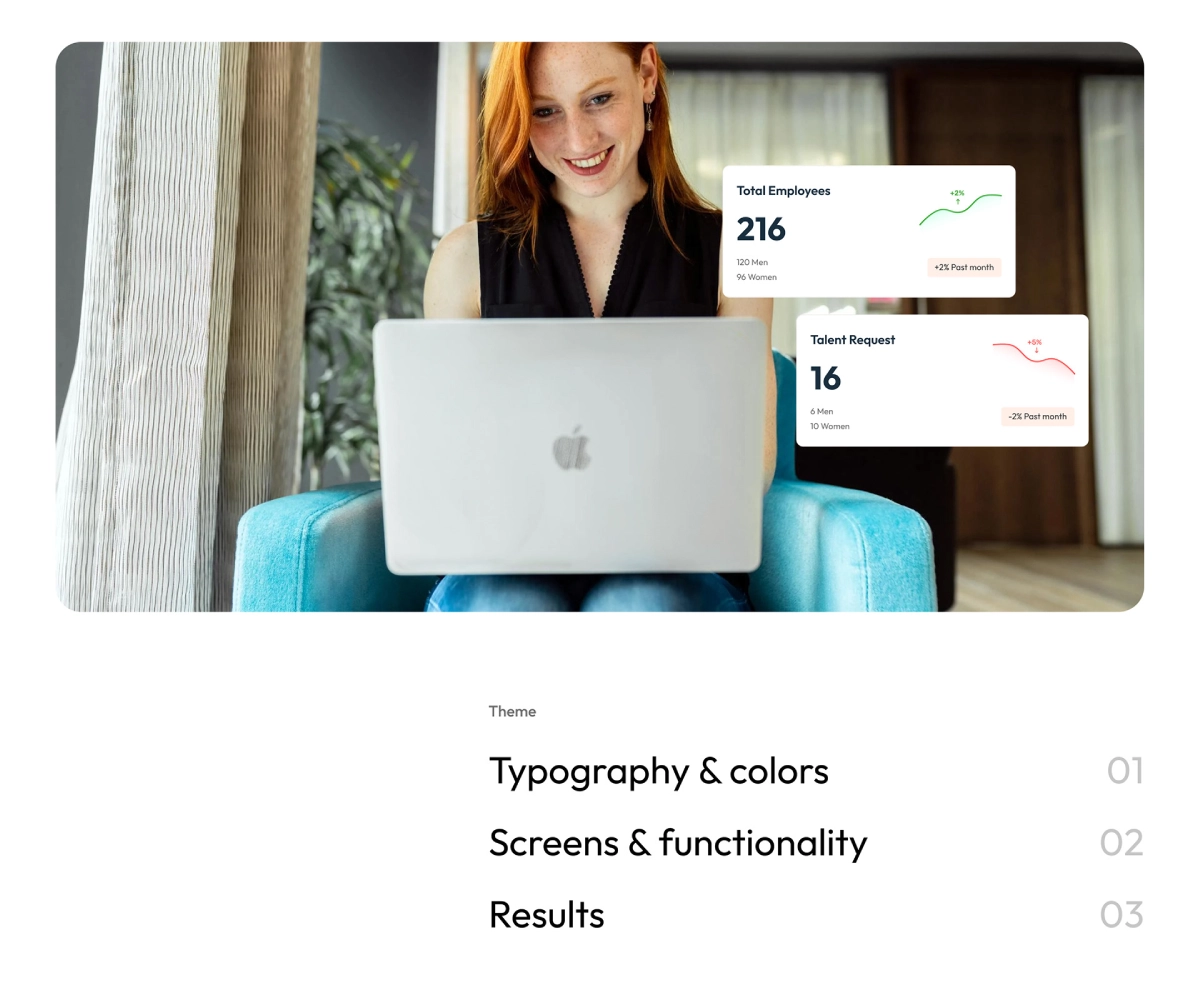 Total Employees
216
120 Men
96 Women
+2%
↑
+2% Past month
Talent Request
16
6 Men
10 Women
+5%
↓
-2% Past month
Theme
Typography & colors 01
Screens & functionality 02
Results 03